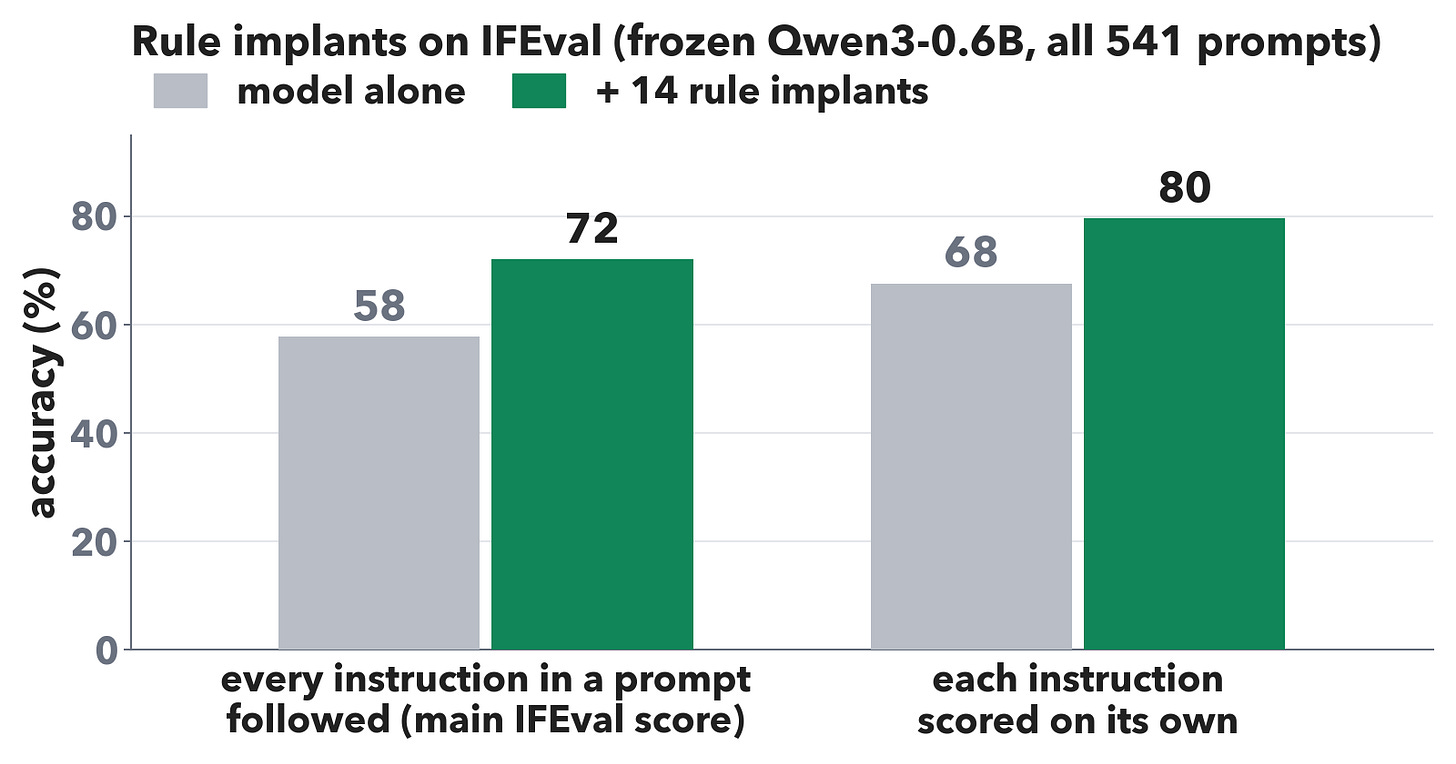 Rule implants on IFEval (frozen Qwen3-0.6B, all 541 prompts)
model alone
+ 14 rule implants
accuracy (%)
80
60
40
20
0
58
72
68
80
every instruction in a prompt
followed (main IFEval score)
each instruction
scored on its own